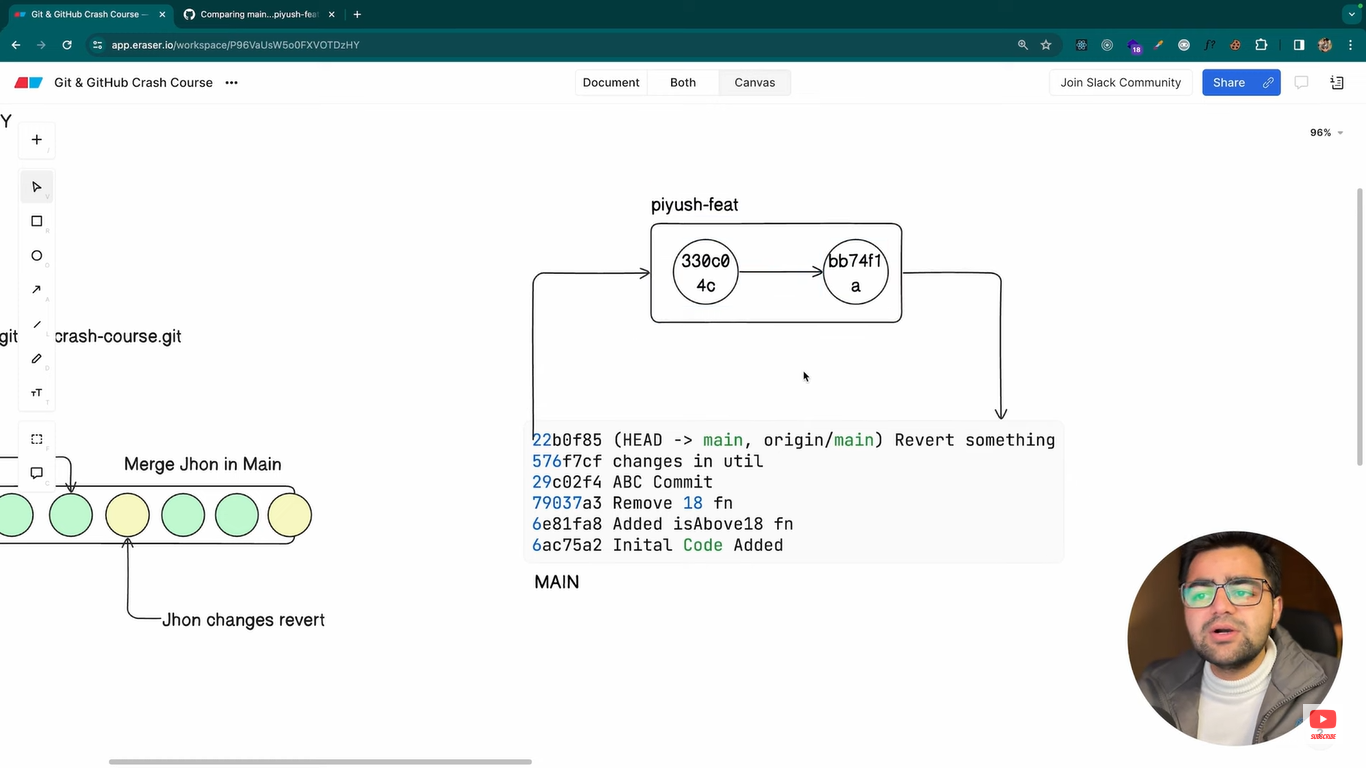 Git & GitHub Crash Course —
Comparing main...piyush-feat
app.eraser.io/workspace/P96VaUsW5o0FXVOTDzHY
18
f?
Git & GitHub Crash Course
Document
Both
Canvas
Join Slack Community
Share
Y
96%
piyush-feat
330c0
4c
bb74f1
a
git
crash-course.git
22b0f85 (HEAD -> main, origin/main) Revert something
576f7cf changes in util
29c02f4 ABC Commit
79037a3 Remove 18 fn
6e81fa8 Added isAbove18 fn
6ac75a2 Inital Code Added
MAIN
Merge Jhon in Main
Jhon changes revert
SUBSCRIBE